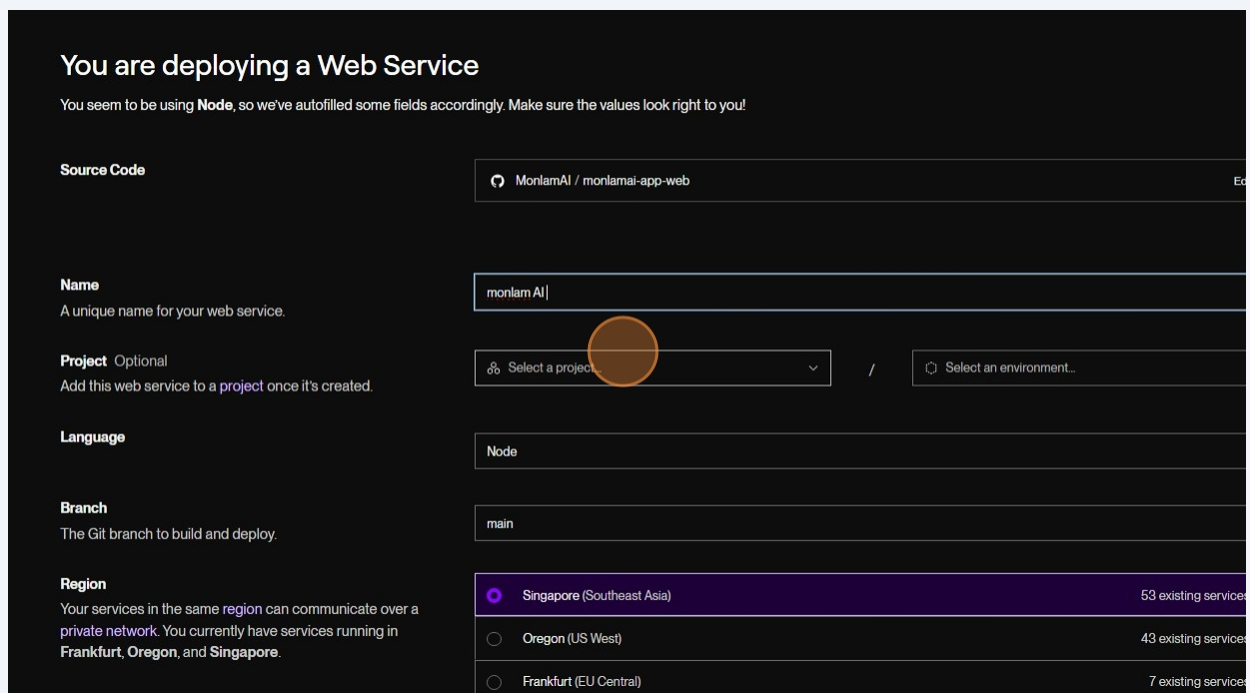 You are deploying a Web Service
You seem to be using Node, so we've autofilled some fields accordingly. Make sure the values look right to you!
Source Code
MonlamAI / monlamai-app-web
Name
monlam AI
A unique name for your web service.
Project Optional
Select a project...
/
Select an environment...
Add this web service to a project once it's created.
Language
Node
Branch
main
The Git branch to build and deploy.
Region
Your services in the same region can communicate over a
private network. You currently have services running in
Frankfurt, Oregon, and Singapore.
Singapore (Southeast Asia) 53 existing services
Oregon (US West) 43 existing services
Frankfurt (EU Central) 7 existing services